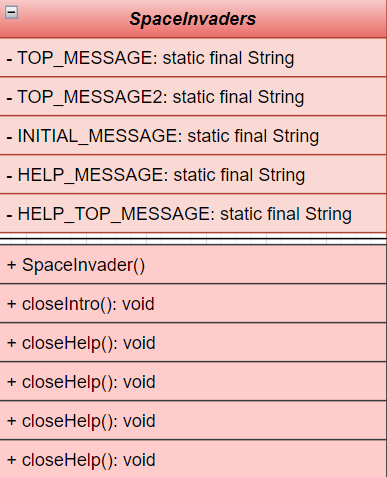 SpaceInvaders
- TOP_MESSAGE: static final String
- TOP_MESSAGE2: static final String
- INITIAL_MESSAGE: static final String
- HELP_MESSAGE: static final String
- HELP_TOP_MESSAGE: static final String
+ SpaceInvader()
+ closeIntro(): void
+ closeHelp(): void
+ closeHelp(): void
+ closeHelp(): void
+ closeHelp(): void